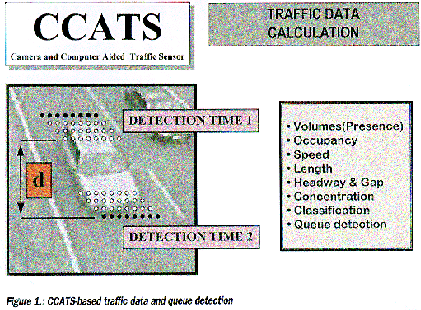 CCATS
Camera and Computer Aided Traffic Sensor
TRAFFIC DATA
CALCULATION
DETECTION TIME 1
d
DETECTION TIME 2
• Volumes(Presence)
• Occupancy
• Speed
• Length
• Headway & Gap
• Concentration
• Classification
• Queue detection
Figure 1.: CCATS-based traffic data and queue detection